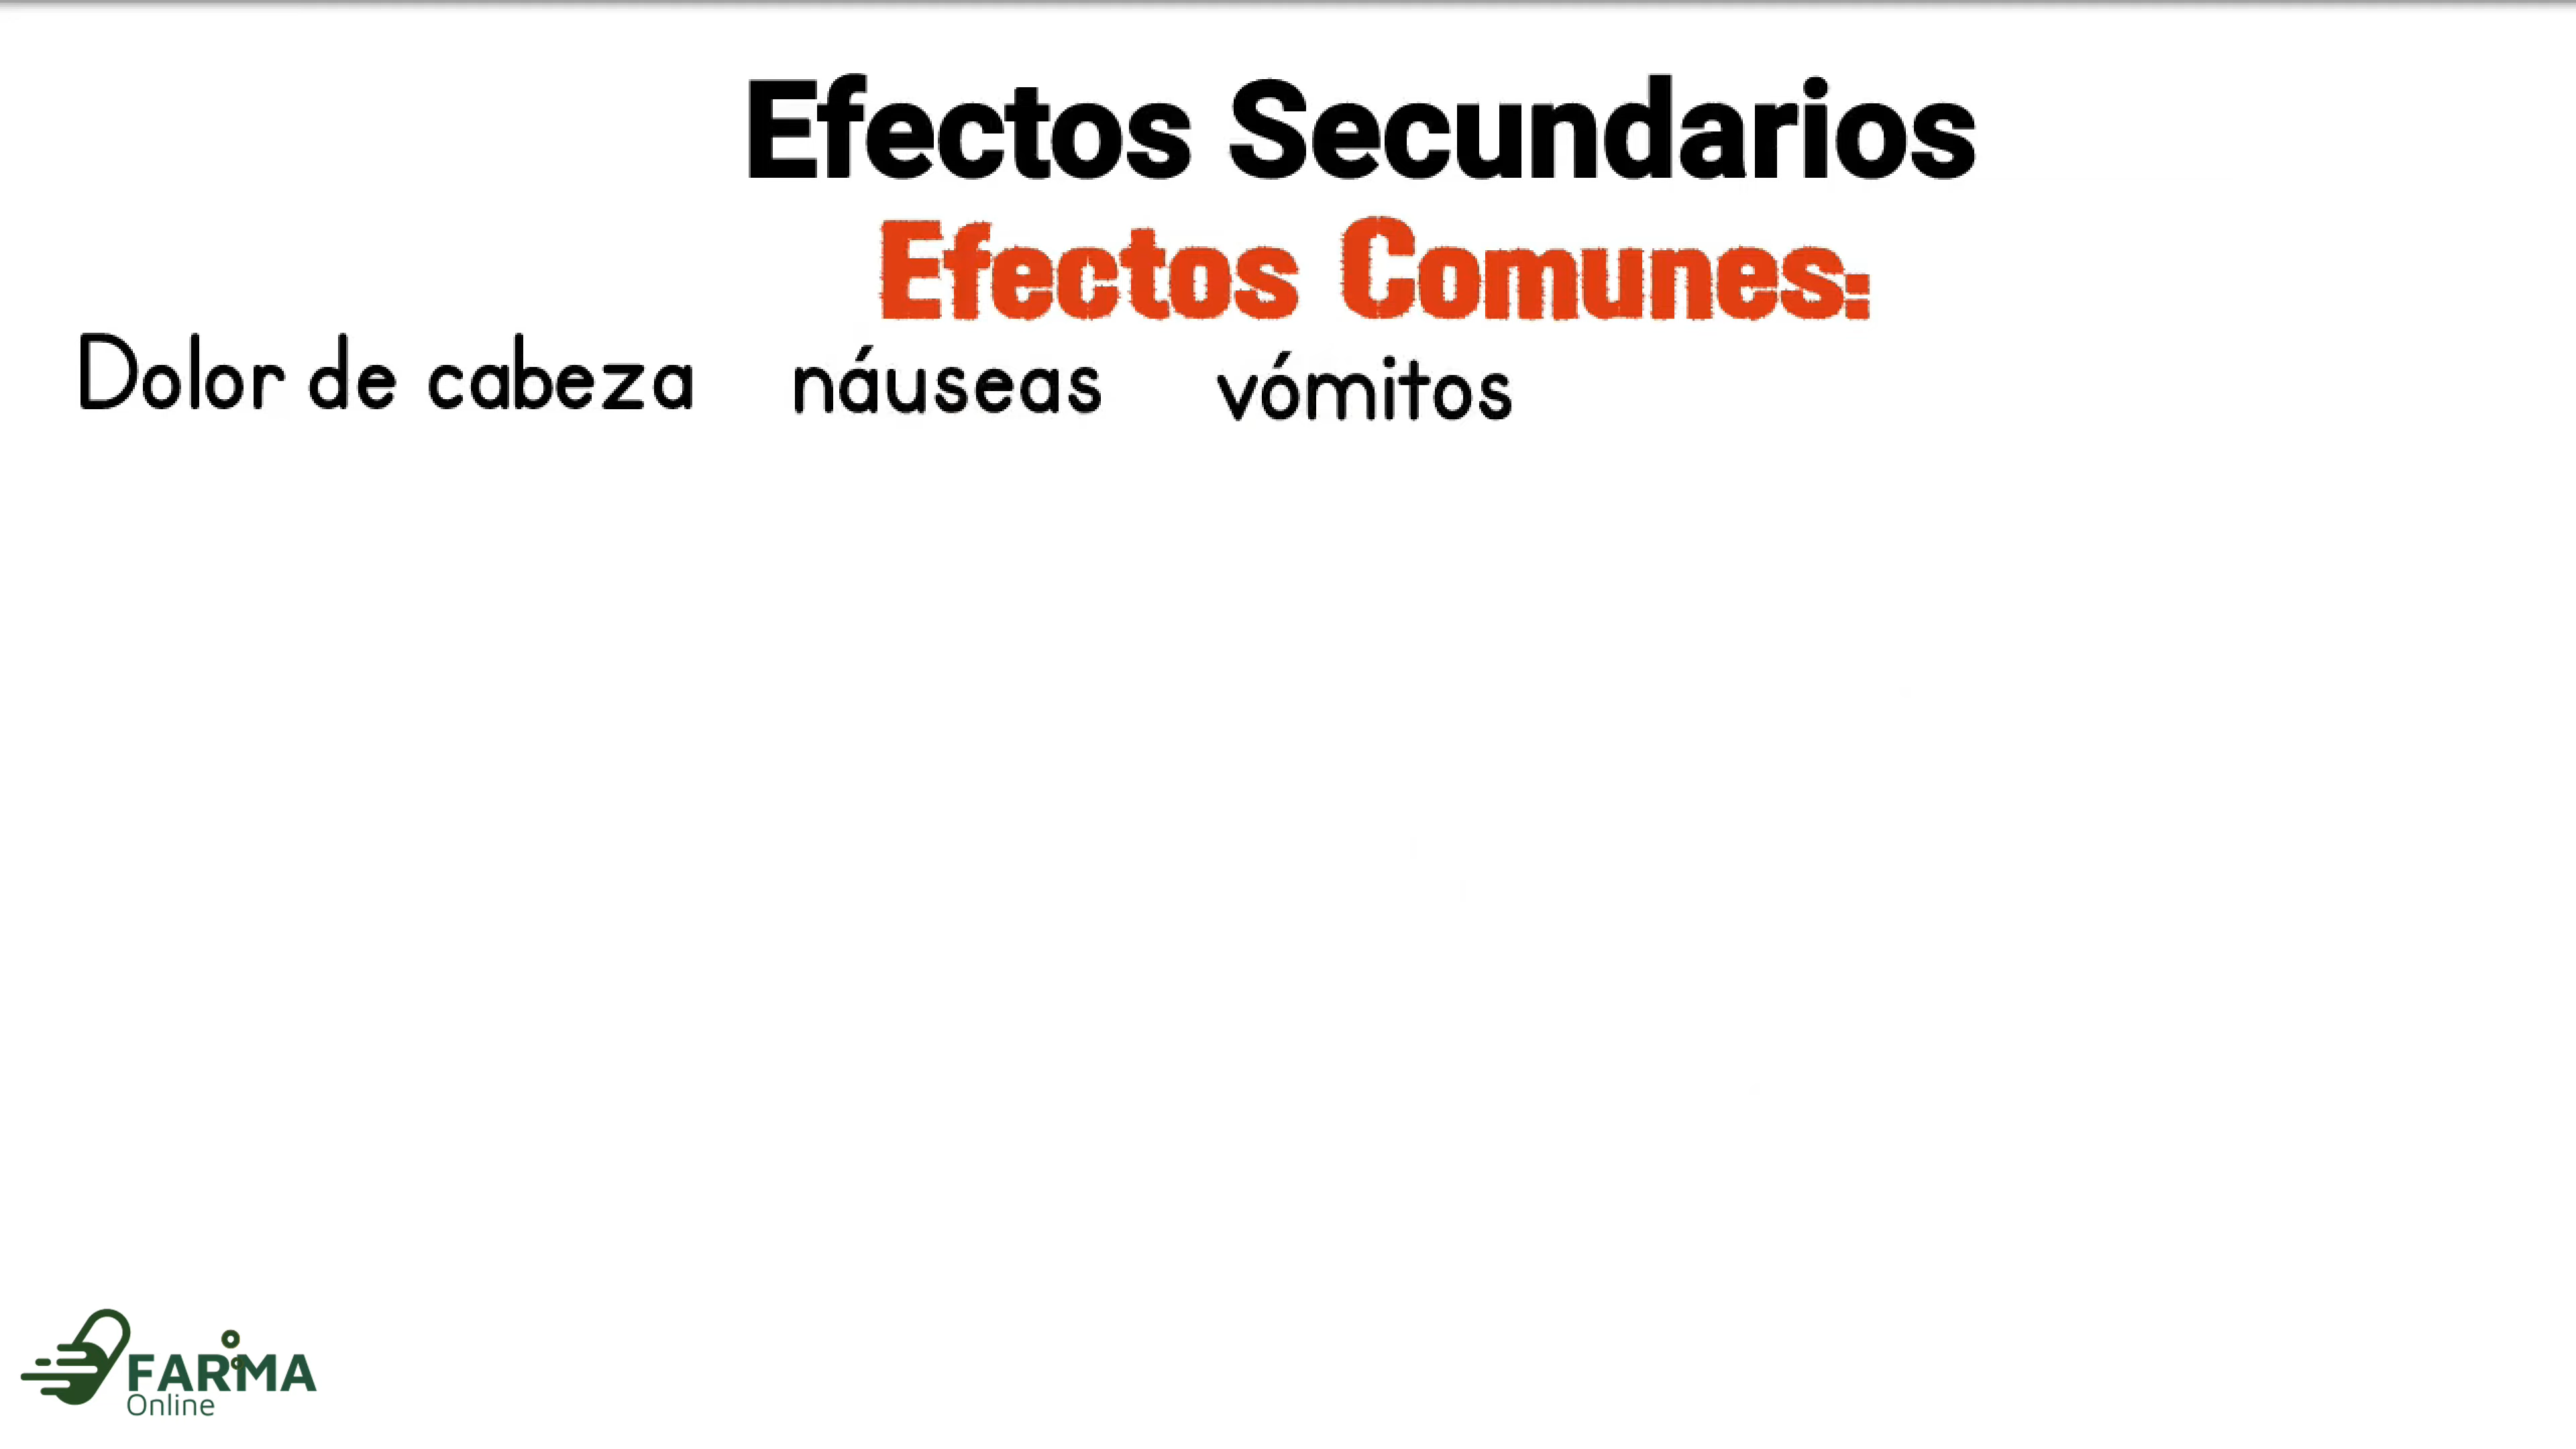 Efectos Secundarios
Efectos Comunes:
Dolor de cabeza náuseas vómitos
FARMA
Online